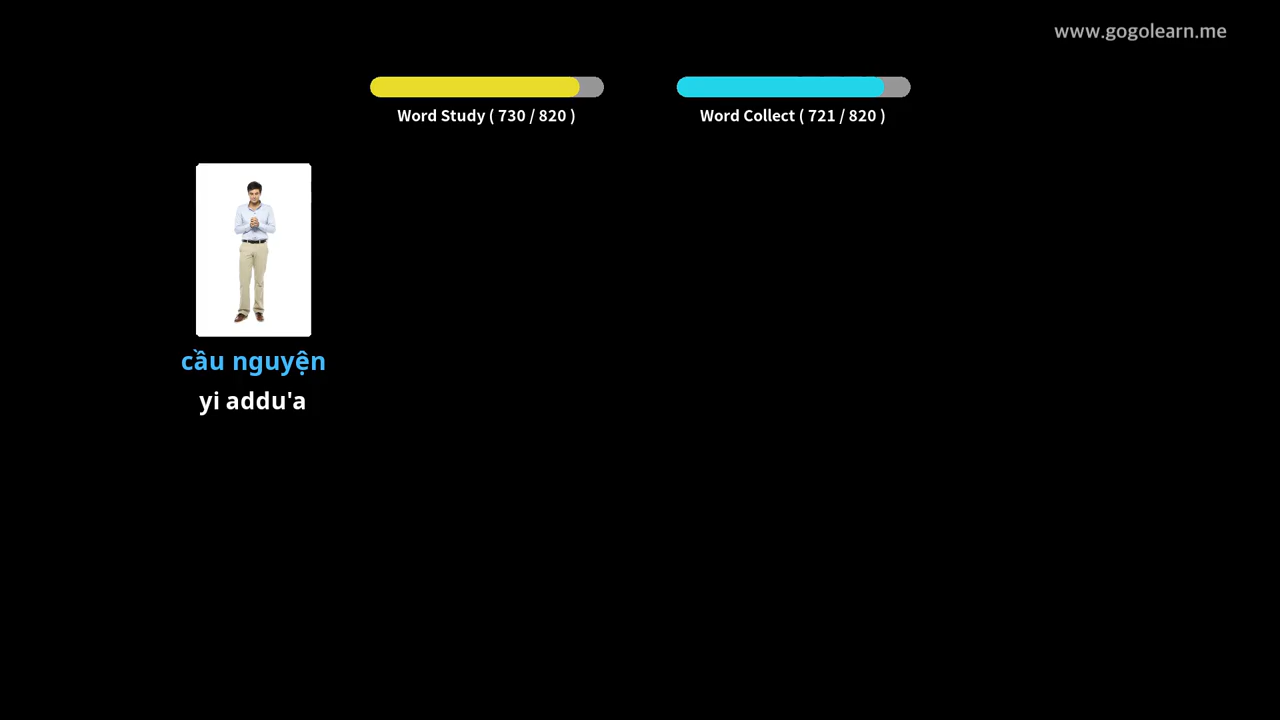 www.gogolearn.me
Word Study ( 730 / 820 )
Word Collect ( 721 / 820 )
cầu nguyện
yi addu'a